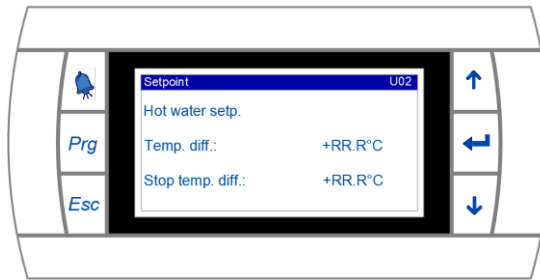 Setpoint U02
Hot water setp.
Temp. diff.: +RR.R°C
Stop temp. diff.: +RR.R°C
Prg
Esc